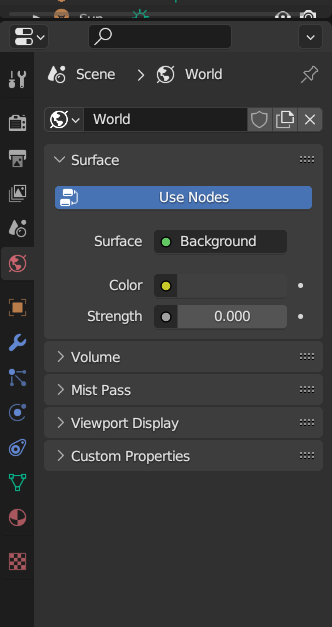 Sun
Scene > World
World
Surface
Use Nodes
Surface Background
Color
Strength 0.000
Volume
Mist Pass
Viewport Display
Custom Properties